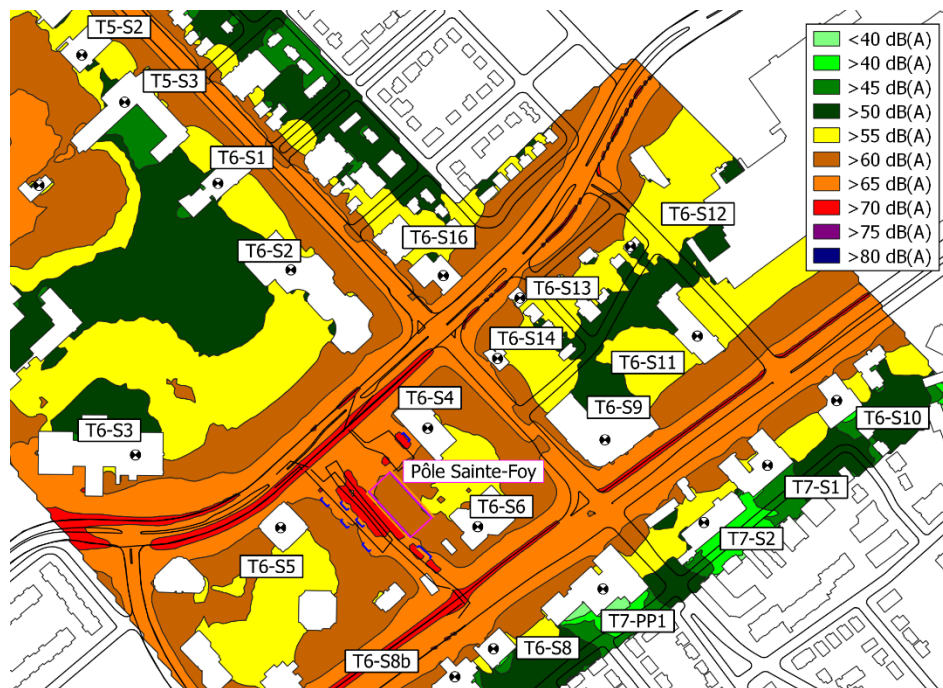 T5-S2
T5-S3
T6-S1
T6-S2
T6-S16
T6-S12
T6-S13
T6-S14
T6-S11
T6-S4
T6-S9
T6-S3
T6-S10
Pôle Sainte-Foy
T7-S1
T6-S6
T7-S2
T6-S5
T7-PP1
T6-S8
T6-S8b
<40 dB(A)
>40 dB(A)
>45 dB(A)
>50 dB(A)
>55 dB(A)
>60 dB(A)
>65 dB(A)
>70 dB(A)
>75 dB(A)
>80 dB(A)